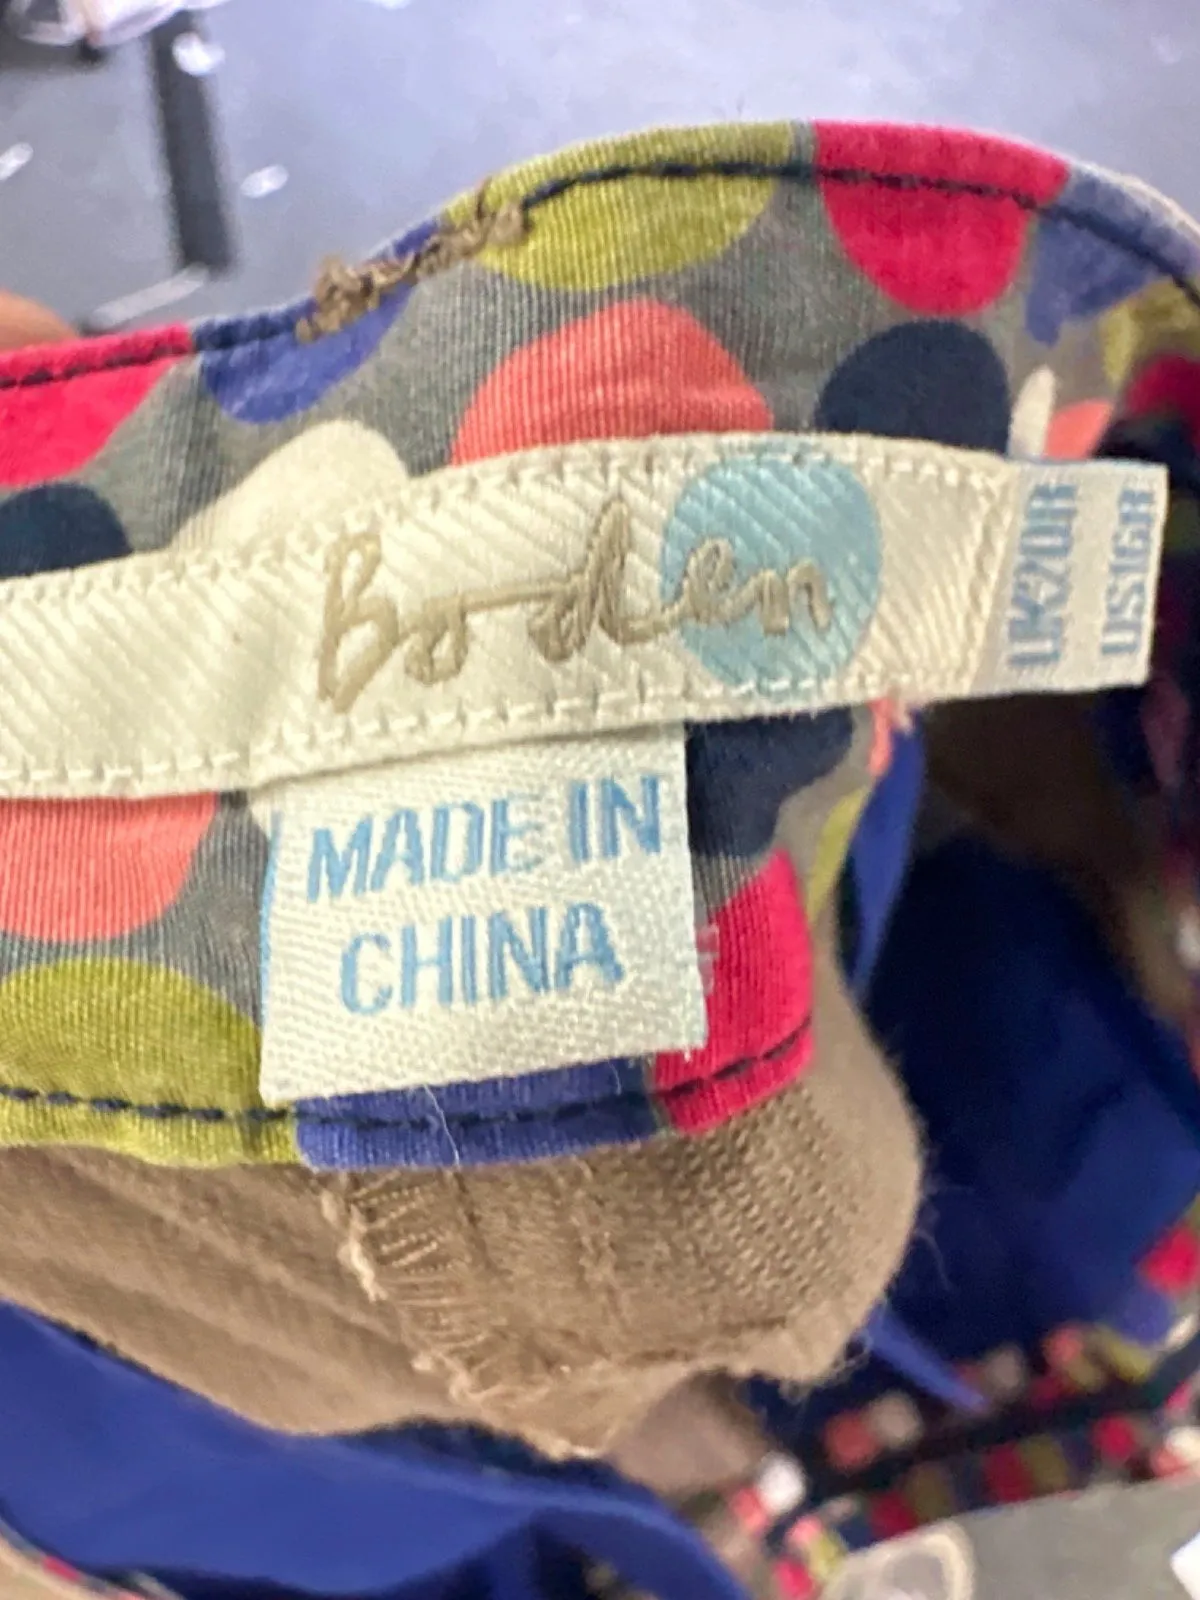 Boden
UK20R
US16R
MADE IN
CHINA